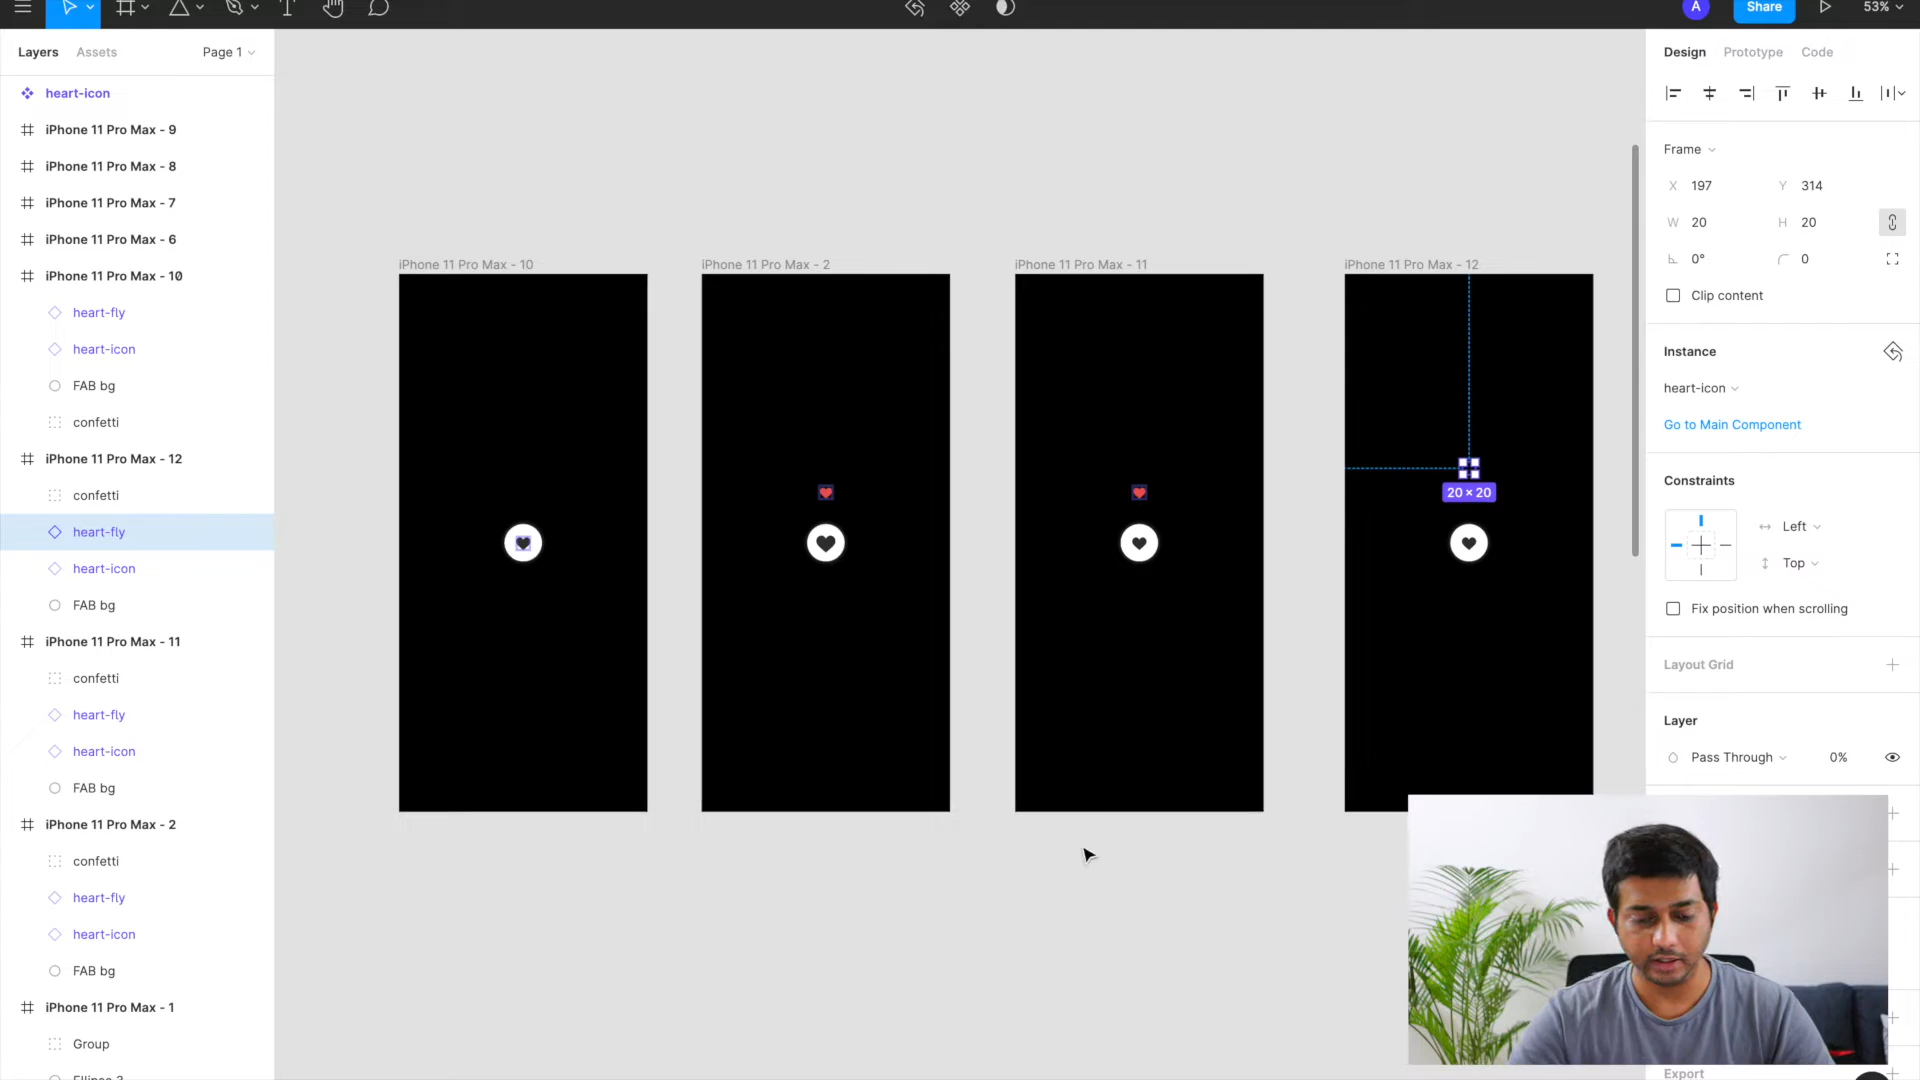 A
Share
53%
Layers
Assets
Page 1
Design
Prototype
Code
heart-icon
iPhone 11 Pro Max - 9
iPhone 11 Pro Max - 8
iPhone 11 Pro Max - 7
iPhone 11 Pro Max - 6
iPhone 11 Pro Max - 10
heart-fly
heart-icon
FAB bg
confetti
iPhone 11 Pro Max - 12
confetti
heart-fly
heart-icon
FAB bg
iPhone 11 Pro Max - 11
confetti
heart-fly
heart-icon
FAB bg
iPhone 11 Pro Max - 2
confetti
heart-fly
heart-icon
FAB bg
iPhone 11 Pro Max - 1
Group
iPhone 11 Pro Max - 10
iPhone 11 Pro Max - 2
iPhone 11 Pro Max - 11
iPhone 11 Pro Max - 12
20 × 20
Frame
X 197 Y 314
W 20 H 20
0° 0
Clip content
Instance
heart-icon
Go to Main Component
Constraints
Left
Top
Fix position when scrolling
Layout Grid
Layer
Pass Through 0%
Export